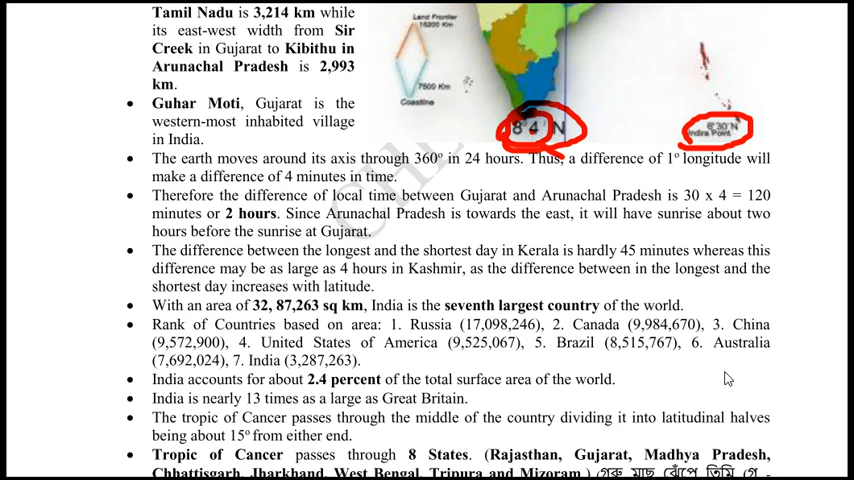 Tamil Nadu is 3,214 km while
its east-west width from Sir
Creek in Gujarat to Kibithu in
Arunachal Pradesh is 2,993
km.
Land Frontier
15200 Km
7500 Km
Coastline
8°4' N
6°30' N
Indira Point
• Guhar Moti, Gujarat is the
western-most inhabited village
in India.
• The earth moves around its axis through 360° in 24 hours. Thus, a difference of 1° longitude will
make a difference of 4 minutes in time.
• Therefore the difference of local time between Gujarat and Arunachal Pradesh is 30 x 4 = 120
minutes or 2 hours. Since Arunachal Pradesh is towards the east, it will have sunrise about two
hours before the sunrise at Gujarat.
• The difference between the longest and the shortest day in Kerala is hardly 45 minutes whereas this
difference may be as large as 4 hours in Kashmir, as the difference between in the longest and the
shortest day increases with latitude.
• With an area of 32, 87,263 sq km, India is the seventh largest country of the world.
• Rank of Countries based on area: 1. Russia (17,098,246), 2. Canada (9,984,670), 3. China
(9,572,900), 4. United States of America (9,525,067), 5. Brazil (8,515,767), 6. Australia
(7,692,024), 7. India (3,287,263).
• India accounts for about 2.4 percent of the total surface area of the world.
• India is nearly 13 times as a large as Great Britain.
• The tropic of Cancer passes through the middle of the country dividing it into latitudinal halves
being about 15° from either end.
• Tropic of Cancer passes through 8 States. (Rajasthan, Gujarat, Madhya Pradesh,
Chhattisgarh, Jharkhand, West Bengal, Tripura and Mizoram.) (গরু মাছ ঝেঁপে তিমি (গ -